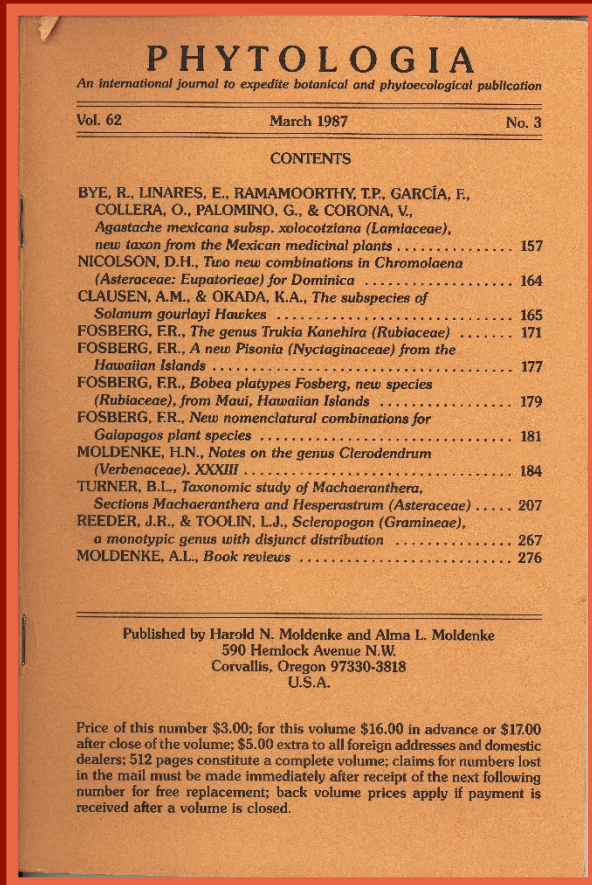 PHYTOLOGIA
An international journal to expedite botanical and phytoecological publication
Vol. 62 March 1987 No. 3
CONTENTS
BYE, R., LINARES, E., RAMAMOORTHY, T.P., GARCÍA, F.,
COLLERA, O., PALOMINO, G., & CORONA, V.,
Agastache mexicana subsp. xolocotziana (Lamiaceae),
new taxon from the Mexican medicinal plants ............... 157
NICOLSON, D.H., Two new combinations in Chromolaena
(Asteraceae: Eupatorieae) for Dominica .................. 164
CLAUSEN, A.M., & OKADA, K.A., The subspecies of
Solanum gourlayi Hawkes ............................. 165
FOSBERG, F.R., The genus Trukia Kanehira (Rubiaceae) ....... 171
FOSBERG, F.R., A new Pisonia (Nyctaginaceae) from the
Hawaiian Islands ..................................... 177
FOSBERG, F.R., Bobea platypes Fosberg, new species
(Rubiaceae), from Maui, Hawaiian Islands ................ 179
FOSBERG, F.R., New nomenclatural combinations for
Galapagos plant species ............................... 181
MOLDENKE, H.N., Notes on the genus Clerodendrum
(Verbenaceae). XXXIII ................................. 184
TURNER, B.L., Taxonomic study of Machaeranthera,
Sections Machaeranthera and Hesperastrum (Asteraceae) ..... 207
REEDER, J.R., & TOOLIN, L.J., Scleropogon (Gramineae),
a monotypic genus with disjunct distribution ............... 267
MOLDENKE, A.L., Book reviews .......................... 276
Published by Harold N. Moldenke and Alma L. Moldenke
590 Hemlock Avenue N.W.
Corvallis, Oregon 97330-3818
U.S.A.
Price of this number $3.00; for this volume $16.00 in advance or $17.00
after close of the volume; $5.00 extra to all foreign addresses and domestic
dealers; 512 pages constitute a complete volume; claims for numbers lost
in the mail must be made immediately after receipt of the next following
number for free replacement; back volume prices apply if payment is
received after a volume is closed.